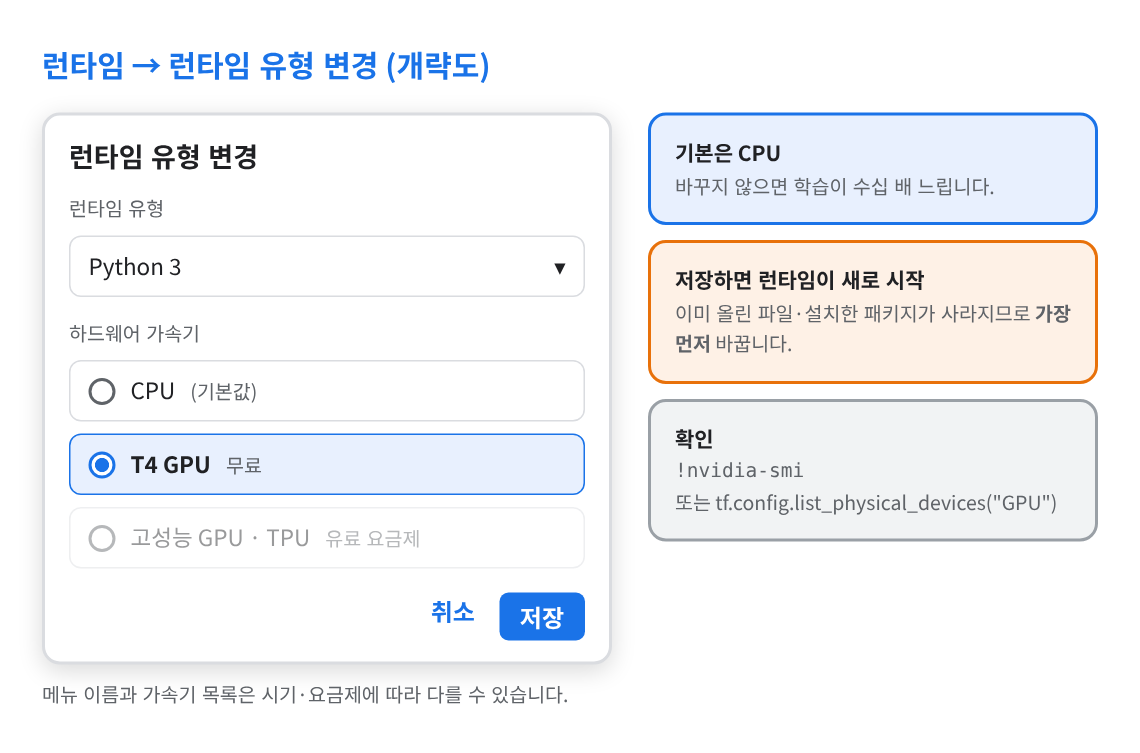 런타임 → 런타임 유형 변경 (개략도)
런타임 유형 변경
런타임 유형
Python 3 ▼
하드웨어 가속기
CPU (기본값)
T4 GPU 무료
고성능 GPU · TPU 유료 요금제
취소 저장
기본은 CPU
바꾸지 않으면 학습이 수십 배 느립니다.
저장하면 런타임이 새로 시작
이미 올린 파일·설치한 패키지가 사라지므로 가장
먼저 바꿉니다.
확인
!nvidia-smi
또는 tf.config.list_physical_devices("GPU")
메뉴 이름과 가속기 목록은 시기·요금제에 따라 다를 수 있습니다.